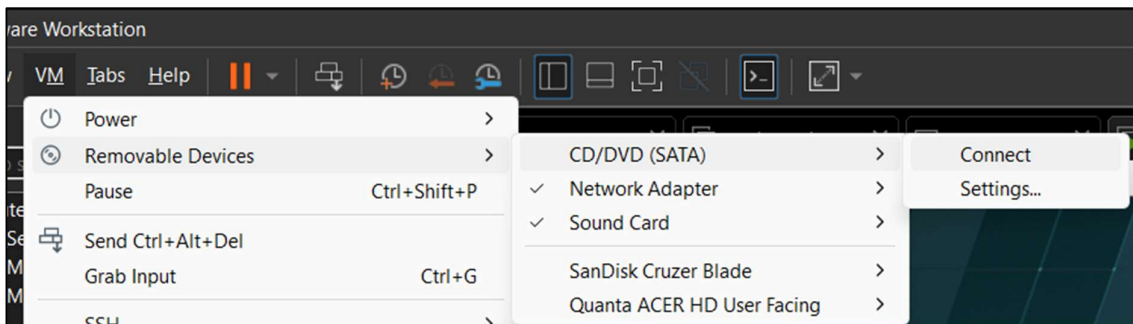 are Workstation
VM Tabs Help
Power
Removable Devices
Pause Ctrl+Shift+P
Send Ctrl+Alt+Del
Grab Input Ctrl+G
SSH
CD/DVD (SATA)
Network Adapter
Sound Card
SanDisk Cruzer Blade
Quanta ACER HD User Facing
Connect
Settings...